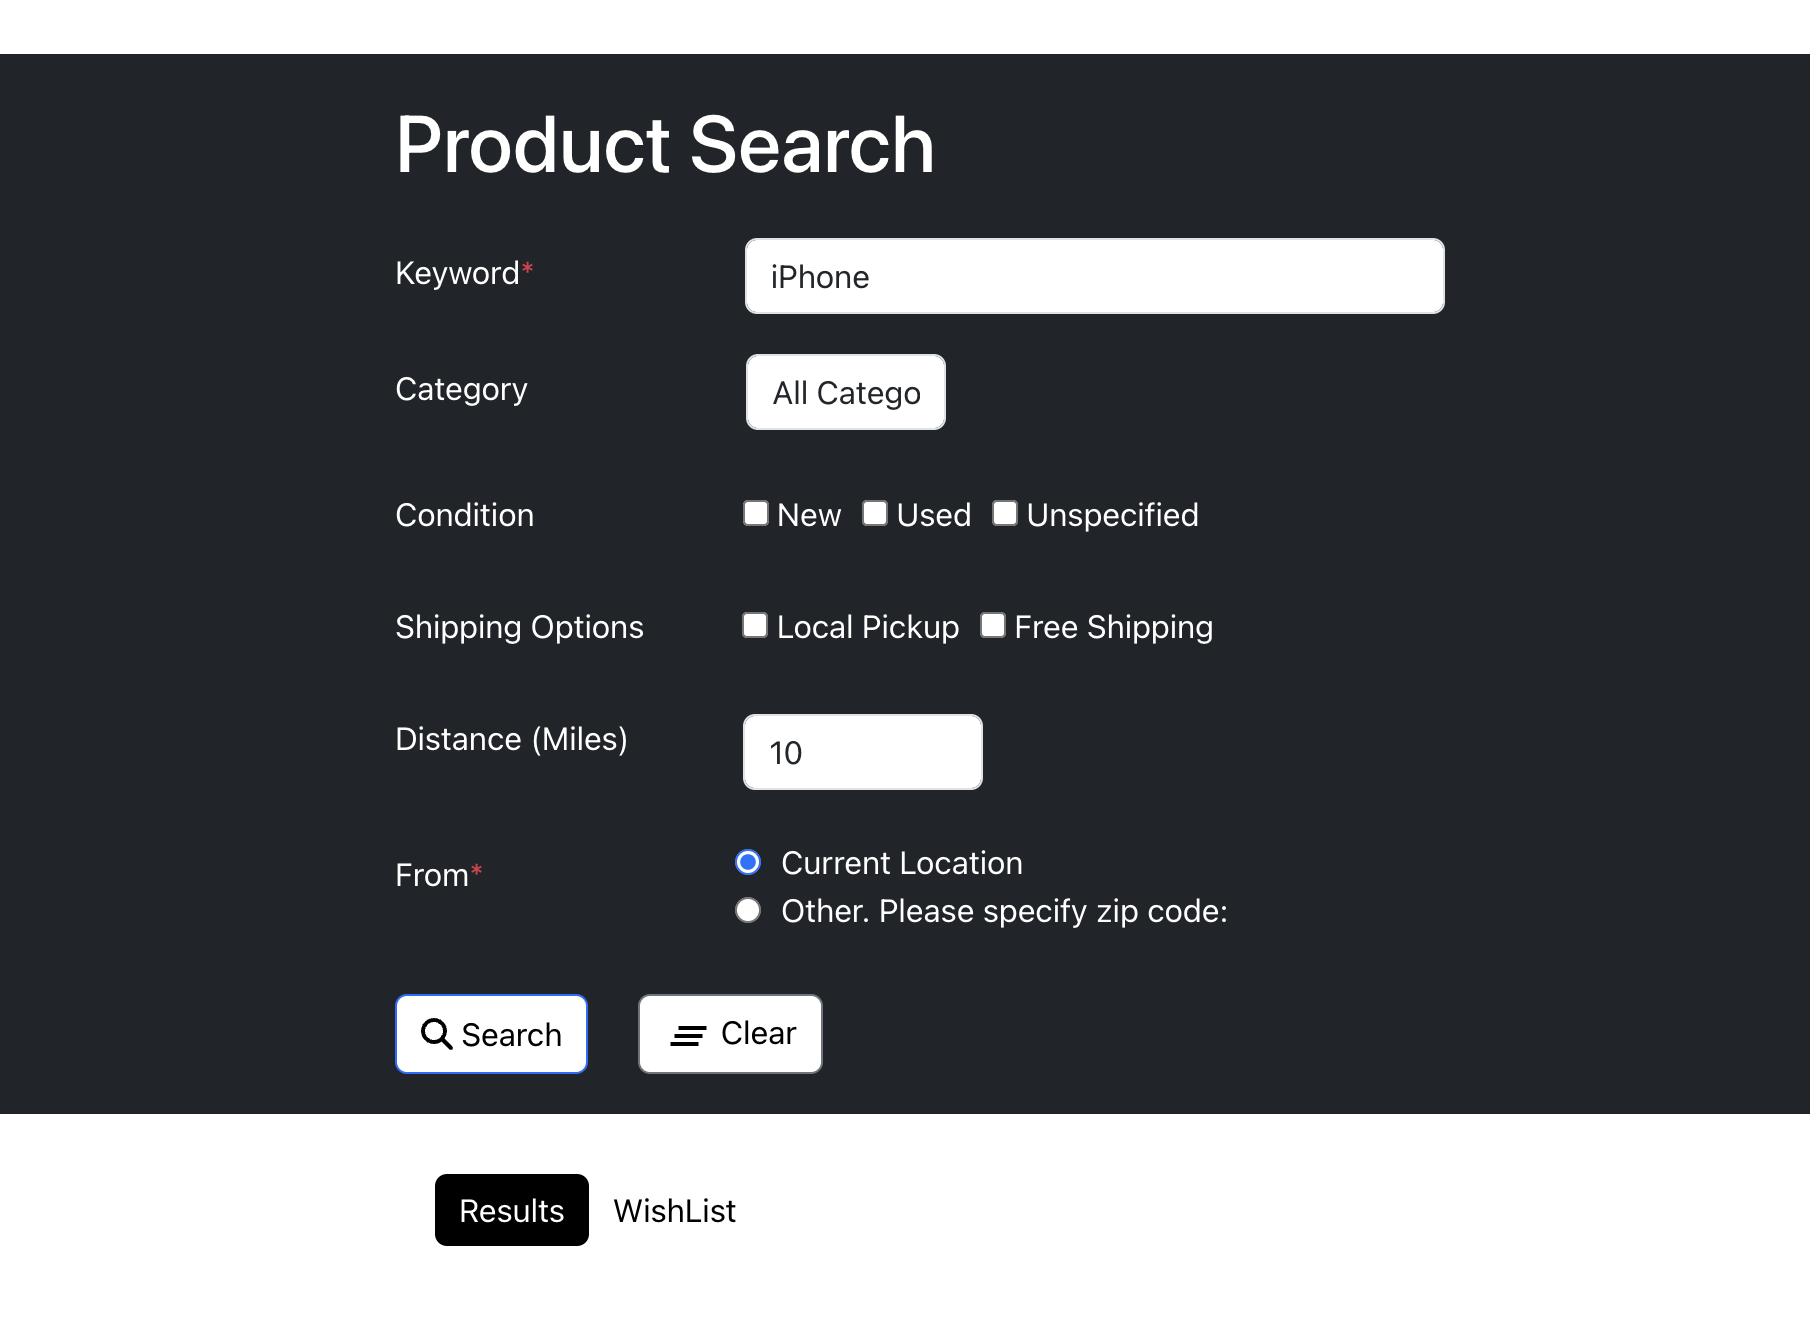 Product Search
Keyword* iPhone
Category All Catego
Condition New Used Unspecified
Shipping Options Local Pickup Free Shipping
Distance (Miles) 10
From* Current Location
Other. Please specify zip code:
Search Clear
Results WishList